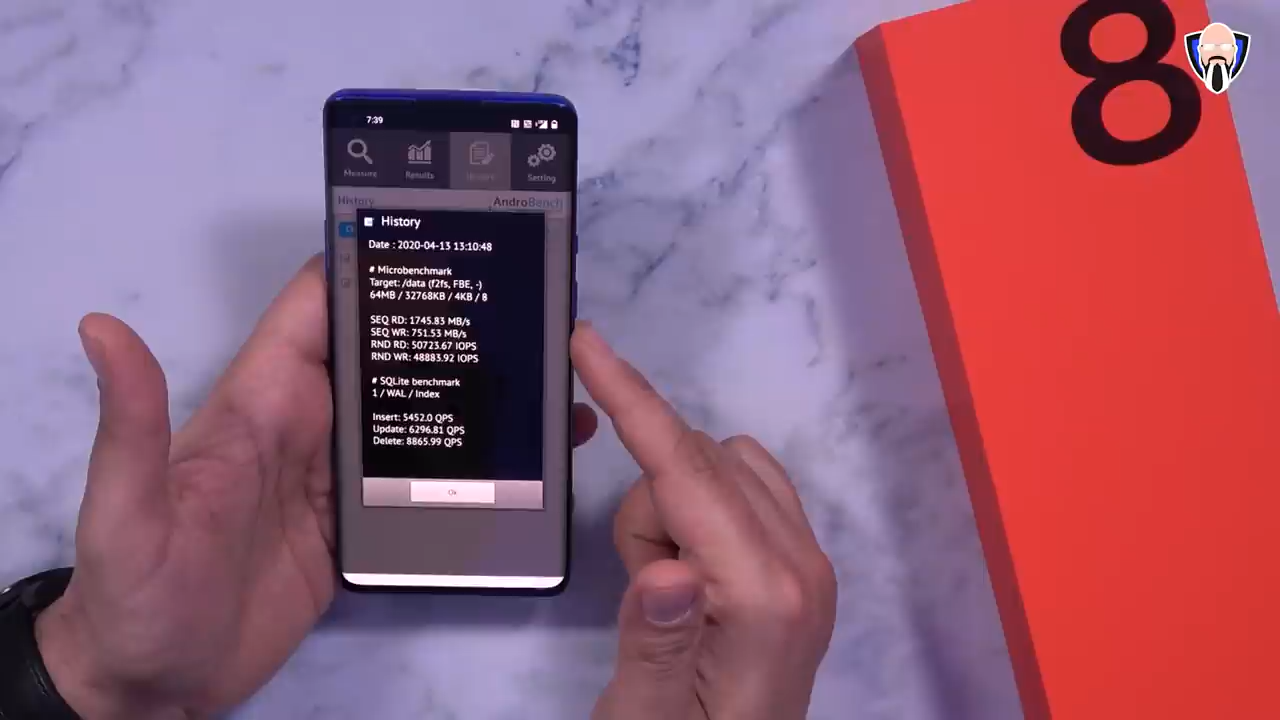 8
7:39
Measure
Results
History
Setting
History
AndroBench
History
Date : 2020-04-13 13:10:48
# Microbenchmark
Target: /data (f2fs, FBE, -)
64MB / 32768KB / 4KB / 8
SEQ RD: 1745.83 MB/s
SEQ WR: 751.53 MB/s
RND RD: 50723.67 IOPS
RND WR: 48883.92 IOPS
# SQLite benchmark
1 / WAL / Index
Insert: 5452.0 QPS
Update: 6296.81 QPS
Delete: 8865.99 QPS
Ok